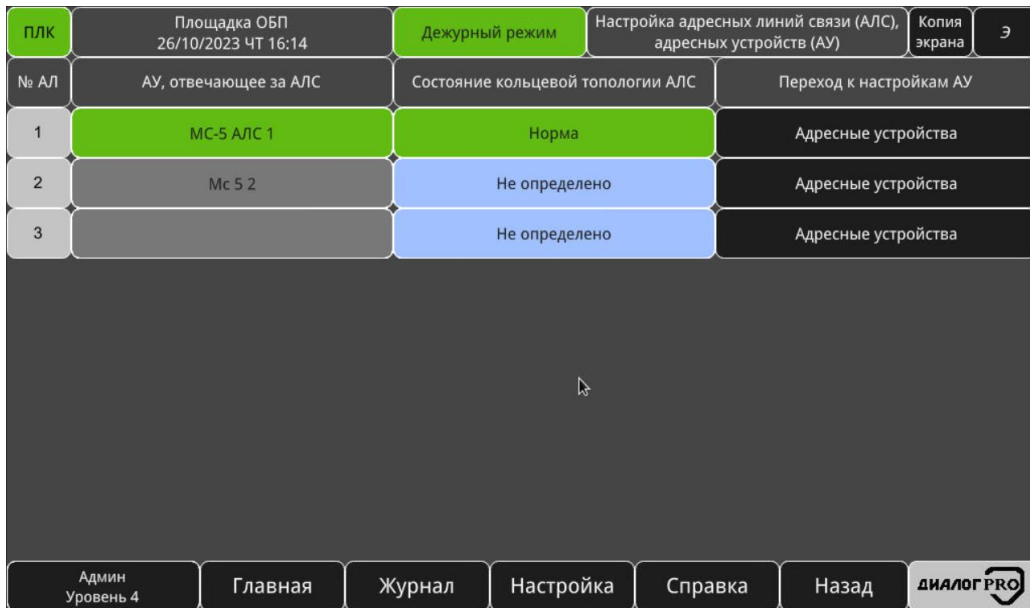 ПЛК
Площадка ОБП
26/10/2023 ЧТ 16:14
Дежурный режим
Настройка адресных линий связи (АЛС),
адресных устройств (АУ)
Копия
экрана
Э
№ АЛ
АУ, отвечающее за АЛС
Состояние кольцевой топологии АЛС
Переход к настройкам АУ
1
МС-5 АЛС 1
Норма
Адресные устройства
2
Мс 5 2
Не определено
Адресные устройства
3
Не определено
Адресные устройства
Админ
Уровень 4
Главная
Журнал
Настройка
Справка
Назад
ДИАЛОГ PRO